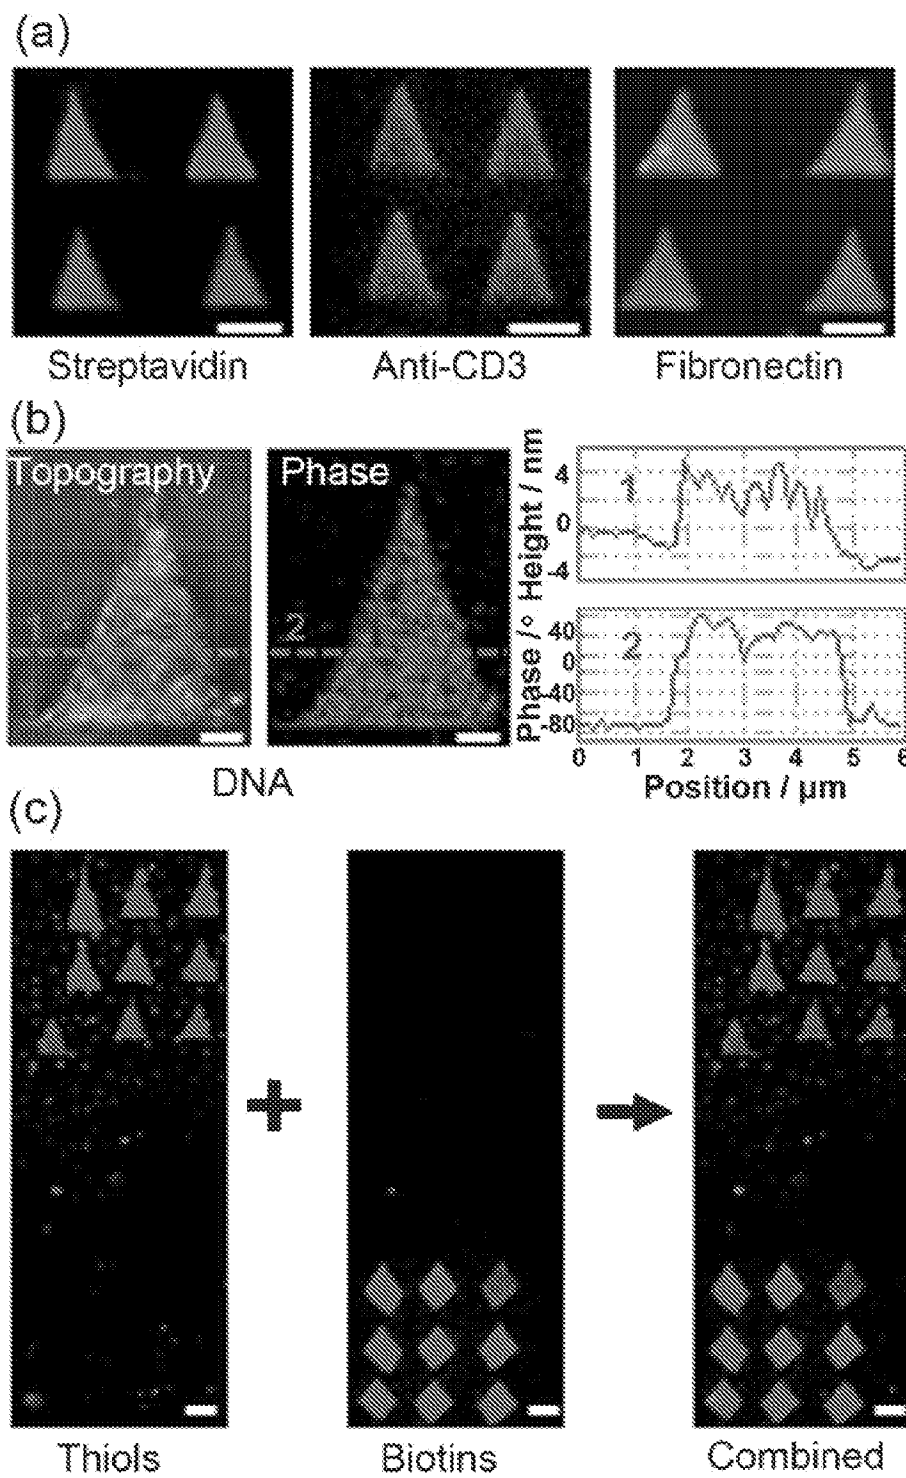 (a)
Streptavidin Anti-CD3 Fibronectin
(b)
Topography Phase
2
Height / nm
4
0
-4
1
Phase /°
40
0
-40
-80
2
0 1 2 3 4 5 6
Position / µm
DNA
(c)
Thiols Biotins Combined